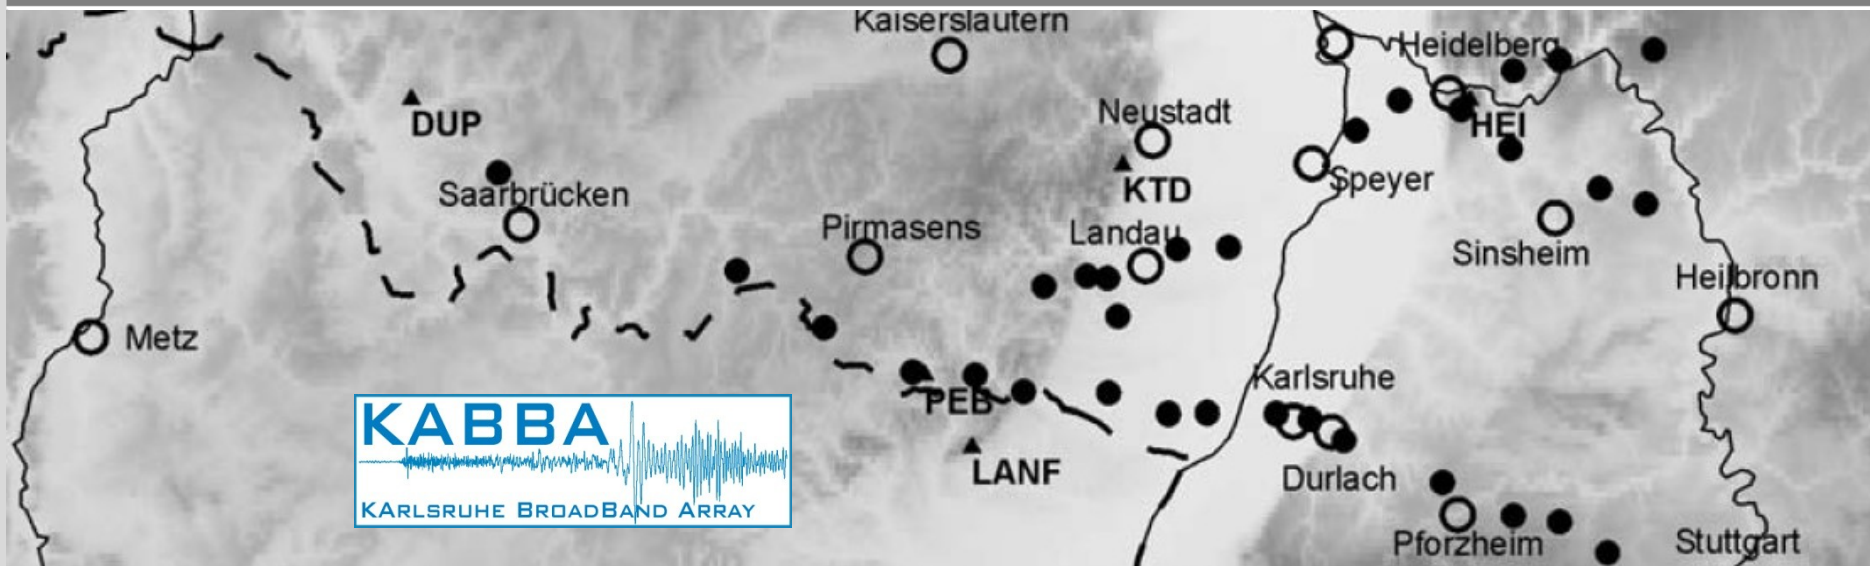 Kaiserslautern
Heidelberg
DUP
Neustadt
HEI
Saarbrücken
KTD
Speyer
Pirmasens
Landau
Sinsheim
Heilbronn
Metz
Karlsruhe
PEB
LANF
Durlach
Pforzheim
Stuttgart
KABBA
KARLSRUHE BROADBAND ARRAY